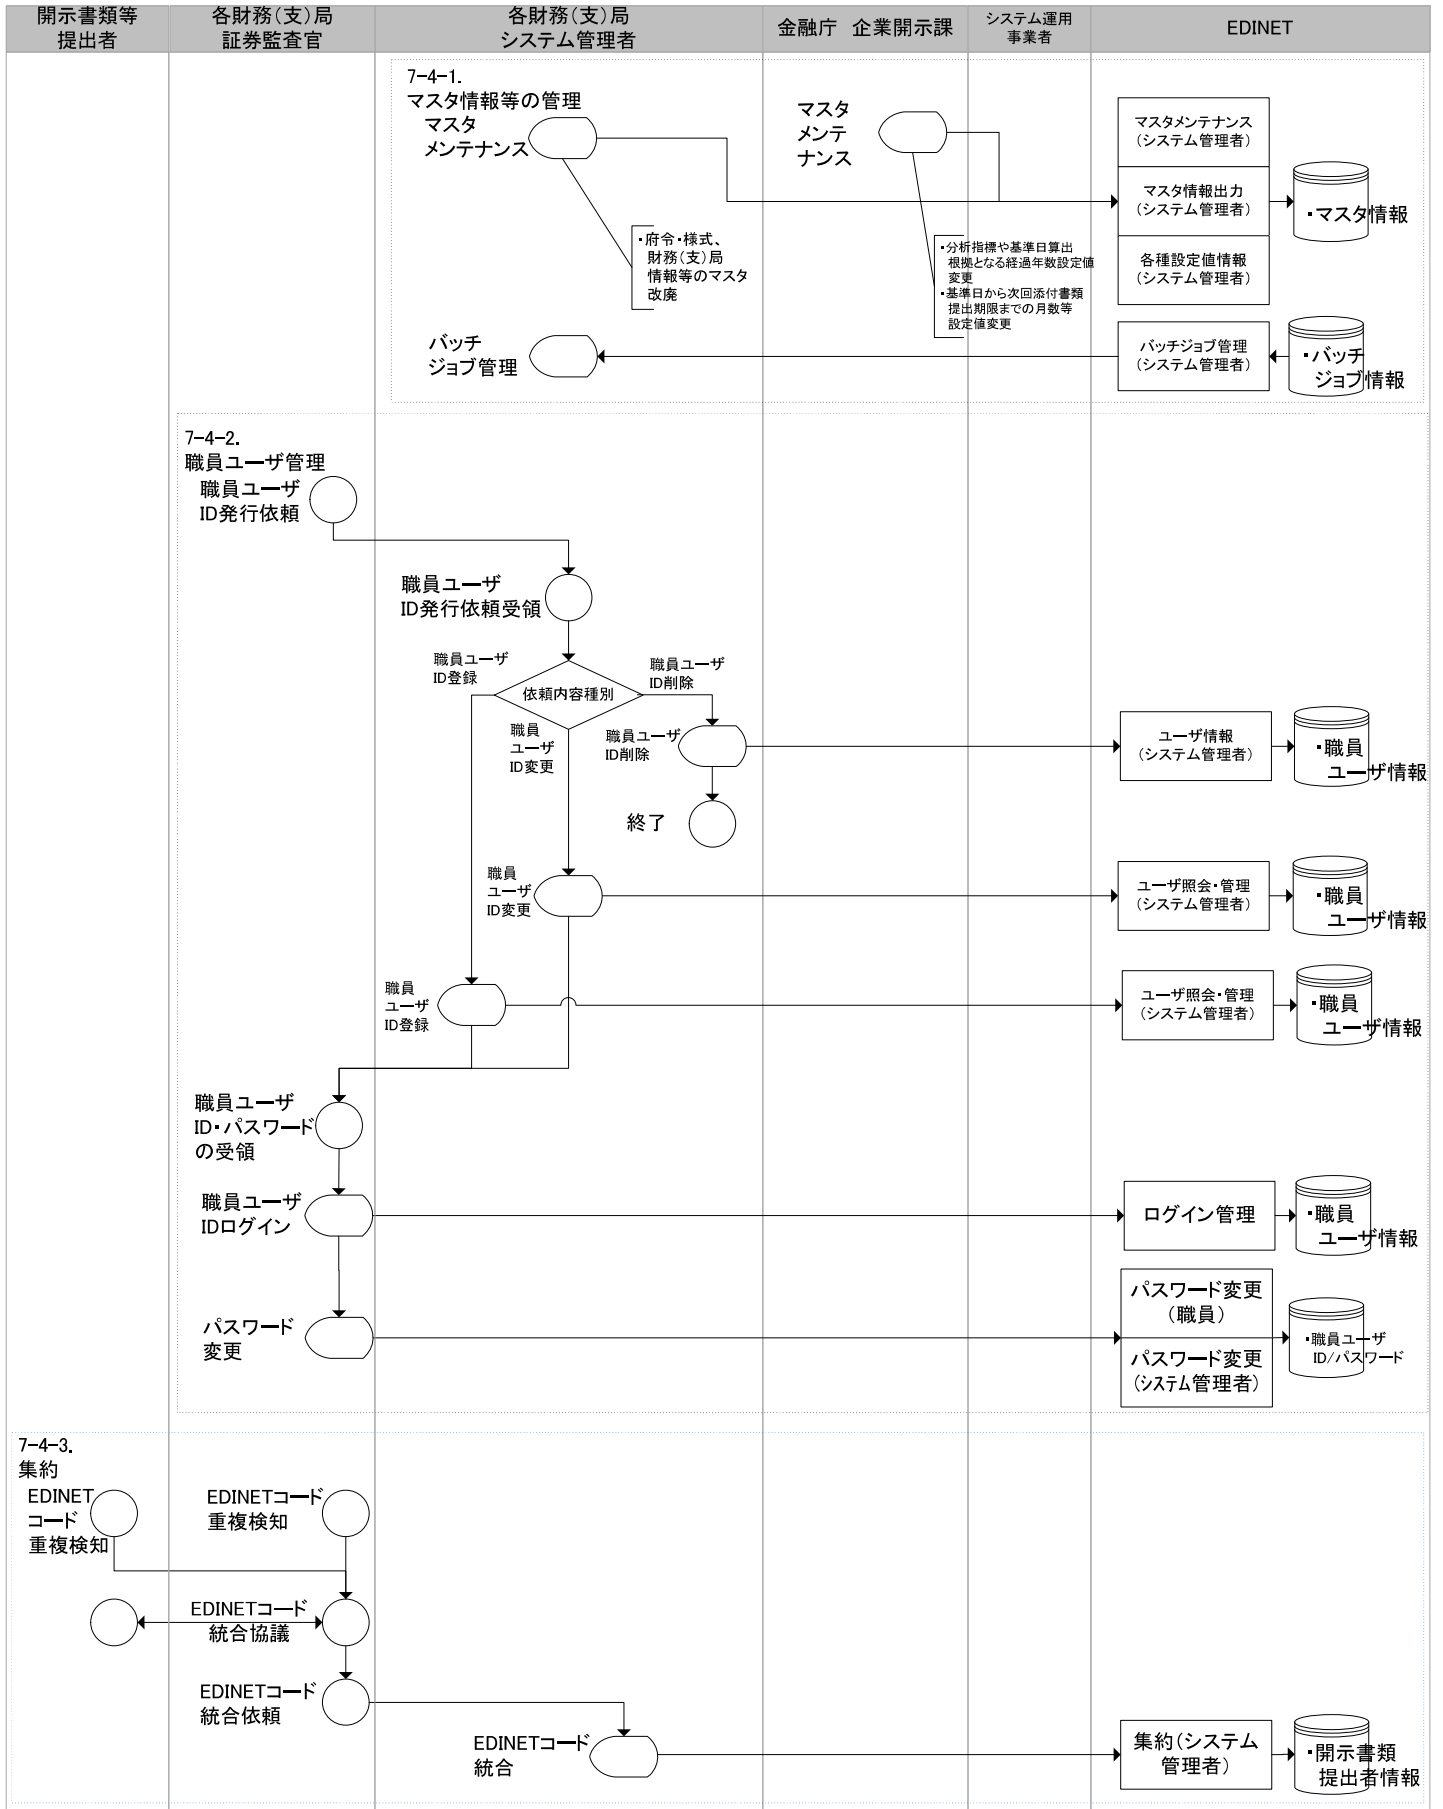 開示書類等
提出者
各財務(支)局
証券監査官
各財務(支)局
システム管理者
金融庁　企業開示課
システム運用
事業者
EDINET
7-4-1.
マスタ情報等の管理
マスタ
メンテナンス
マスタ
メンテ
ナンス
マスタメンテナンス
(システム管理者)
マスタ情報出力
(システム管理者)
各種設定値情報
(システム管理者)
・マスタ情報
・府令・様式、
財務(支)局
情報等のマスタ
改廃
・分析指標や基準日算出
根拠となる経過年数設定値
変更
・基準日から次回添付書類
提出期限までの月数等
設定値変更
バッチ
ジョブ管理
バッチジョブ管理
(システム管理者)
・バッチ
ジョブ情報
7-4-2.
職員ユーザ管理
職員ユーザ
ID発行依頼
職員ユーザ
ID発行依頼受領
職員ユーザ
ID登録
依頼内容種別
職員ユーザ
ID削除
職員
ユーザ
ID変更
職員ユーザ
ID削除
ユーザ情報
(システム管理者)
・職員
ユーザ情報
終了
職員
ユーザ
ID変更
ユーザ照会・管理
(システム管理者)
・職員
ユーザ情報
職員
ユーザ
ID登録
ユーザ照会・管理
(システム管理者)
・職員
ユーザ情報
職員ユーザ
ID・パスワード
の受領
職員ユーザ
IDログイン
ログイン管理
・職員
ユーザ情報
パスワード
変更
パスワード変更
(職員)
パスワード変更
(システム管理者)
・職員ユーザ
ID/パスワード
7-4-3.
集約
EDINET
コード
重複検知
EDINETコード
重複検知
EDINETコード
統合協議
EDINETコード
統合依頼
EDINETコード
統合
集約(システム
管理者)
・開示書類
提出者情報